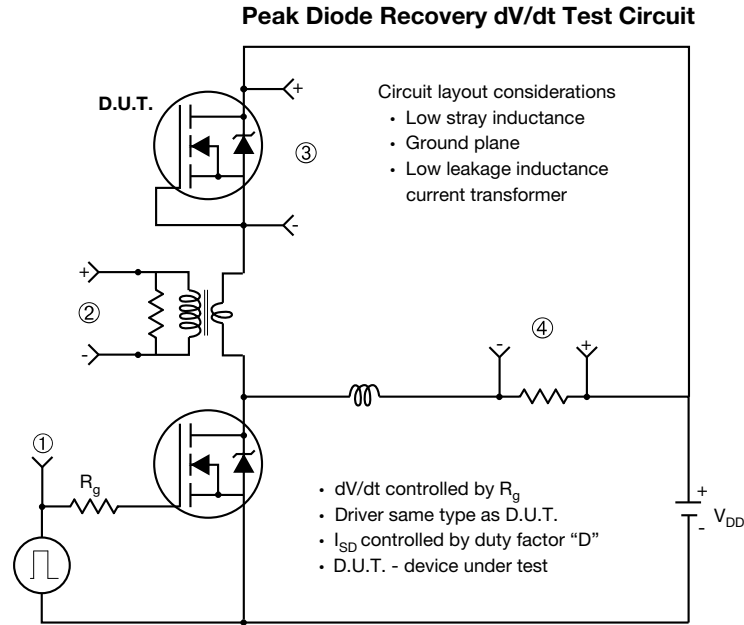 Peak Diode Recovery dV/dt Test Circuit
D.U.T.
+
③
-
Circuit layout considerations
• Low stray inductance
• Ground plane
• Low leakage inductance
current transformer
+
②
-
-
④
+
①
Rg
• dV/dt controlled by Rg
• Driver same type as D.U.T.
• ISD controlled by duty factor “D”
• D.U.T. - device under test
+
VDD
-